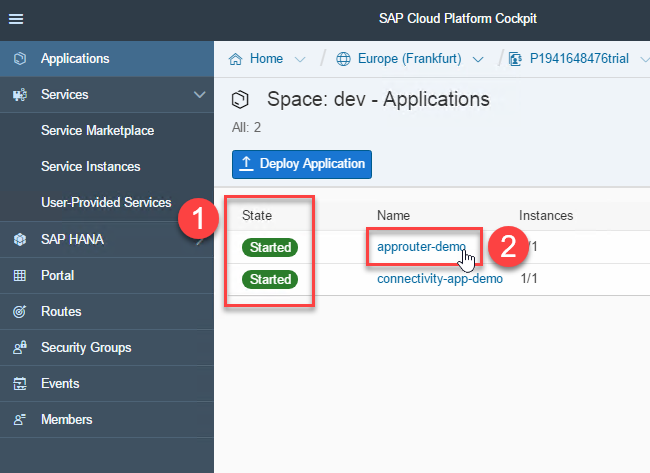 SAP Cloud Platform Cockpit
Applications
Services
Service Marketplace
Service Instances
User-Provided Services
SAP HANA
Portal
Routes
Security Groups
Events
Members
Home / Europe (Frankfurt) / P1941648476trial
Space: dev - Applications
All: 2
Deploy Application
1
State Name Instances
Started approuter-demo 2 /1
Started connectivity-app-demo 1/1